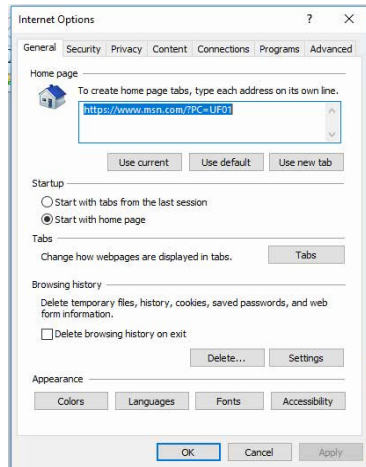 Internet Options ? X
General Security Privacy Content Connections Programs Advanced
Home page
To create home page tabs, type each address on its own line.
https://www.msn.com/?PC=UF01
Use current Use default Use new tab
Startup
Start with tabs from the last session
Start with home page
Tabs
Change how webpages are displayed in tabs. Tabs
Browsing history
Delete temporary files, history, cookies, saved passwords, and web
form information.
Delete browsing history on exit
Delete... Settings
Appearance
Colors Languages Fonts Accessibility
OK Cancel Apply